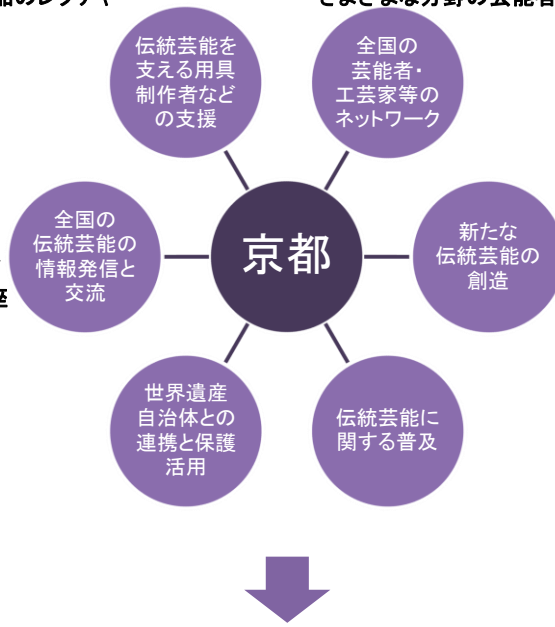 伝統芸能を
支える用具
制作者など
の支援
全国の
芸能者・
工芸家等の
ネットワーク
全国の
伝統芸能の
情報発信と
交流
京都
新たな
伝統芸能の
創造
世界遺産
自治体との
連携と保護
活用
伝統芸能に
関する普及